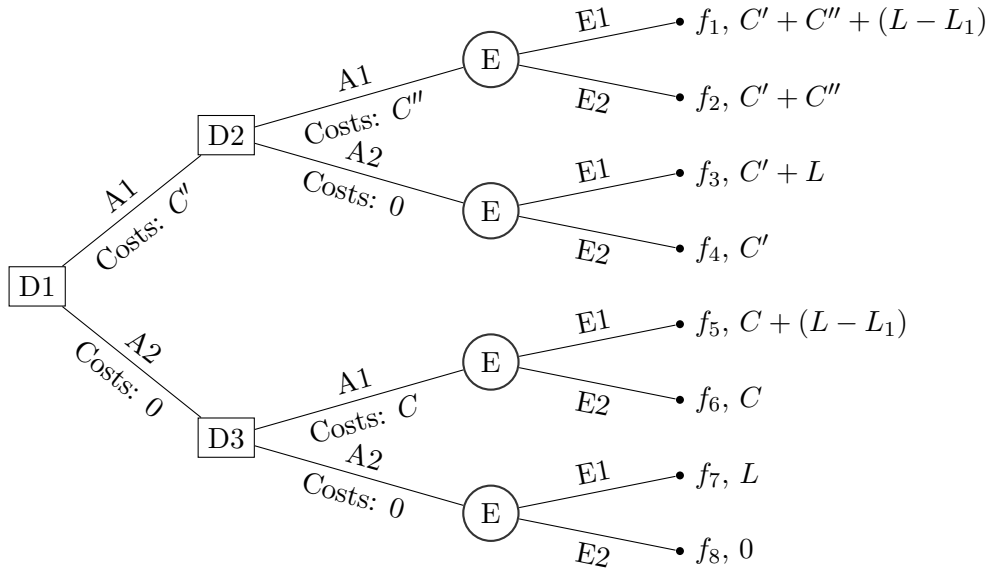 E1
f₁, C′ + C″ + (L − L₁)
E
A1
Costs: C″
E2
f₂, C′ + C″
D2
A2
Costs: 0
E1
f₃, C′ + L
E
A1
Costs: C′
E2
f₄, C′
D1
A2
Costs: 0
E1
f₅, C + (L − L₁)
E
A1
Costs: C
E2
f₆, C
D3
A2
Costs: 0
E1
f₇, L
E
E2
f₈, 0